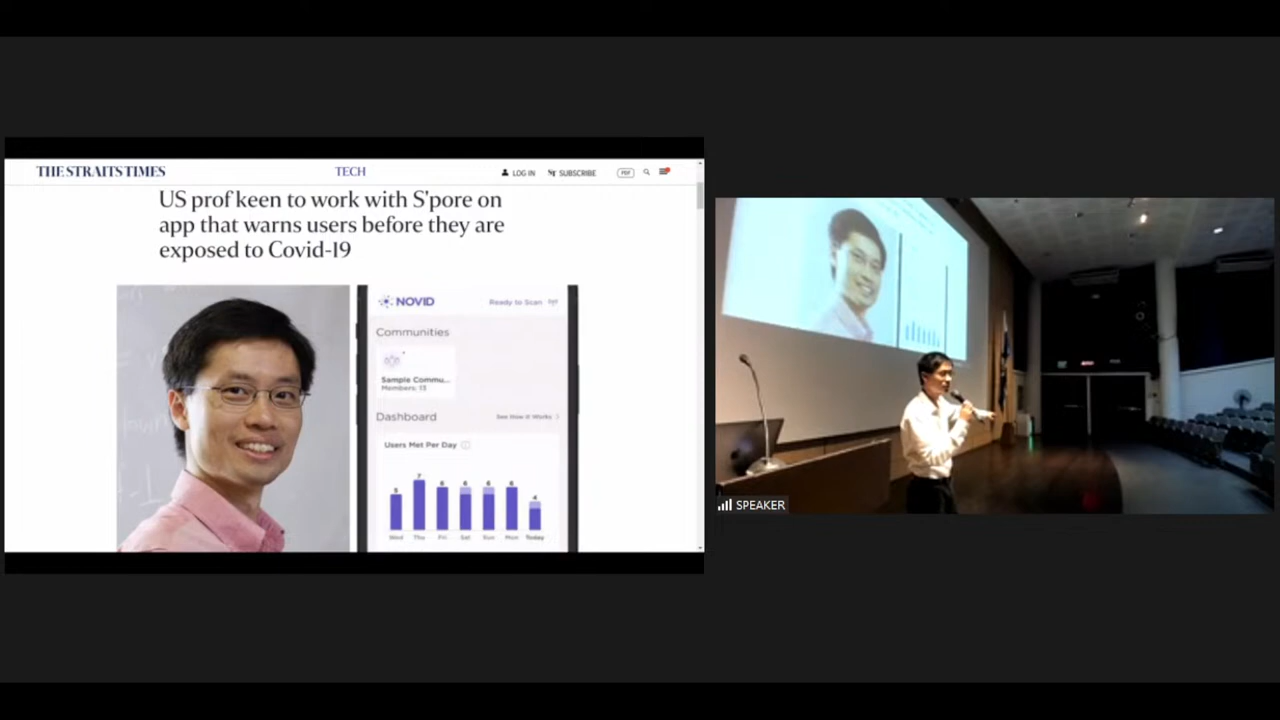 THE STRAITS TIMES
TECH
LOG IN
SUBSCRIBE
PDF
US prof keen to work with S'pore on
app that warns users before they are
exposed to Covid-19
NOVID
Ready to Scan
Communities
Sample Commu...
Members: 13
Dashboard
See How It Works
Users Met Per Day
5 7 6 6 6 6 4
Wed Thu Fri Sat Sun Mon Today
SPEAKER